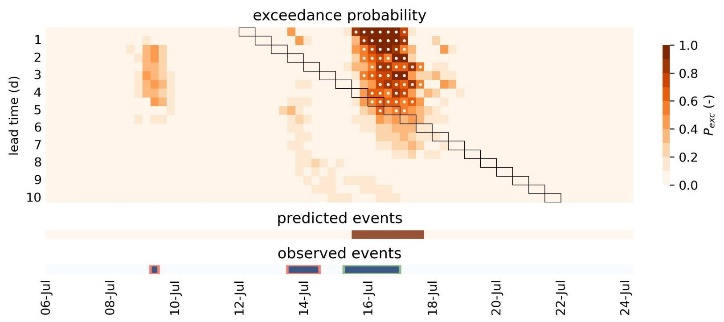 exceedance probability
lead time (d)
1
2
3
4
5
6
7
8
9
10
1.0
0.8
0.6
0.4
0.2
0.0
Pexc (-)
predicted events
observed events
06-Jul
08-Jul
10-Jul
12-Jul
14-Jul
16-Jul
18-Jul
20-Jul
22-Jul
24-Jul